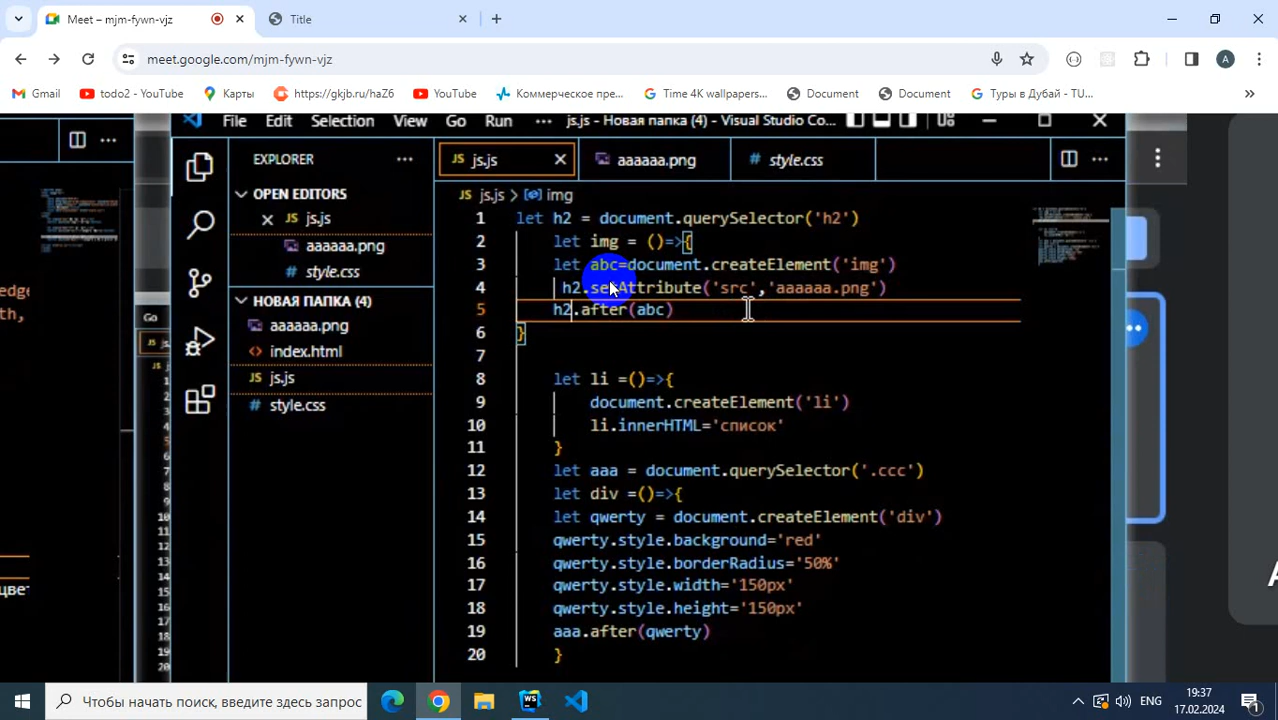 Meet – mjm-fywn-vjz
Title
meet.google.com/mjm-fywn-vjz
A
Gmail
todo2 - YouTube
Карты
https://gkjb.ru/haZ6
YouTube
Коммерческое пре...
Time 4K wallpapers...
Document
Document
Туры в Дубай - TU...
File Edit Selection View Go Run ... js.js - Новая папка (4) - Visual Studio Co...
EXPLORER
js.js
aaaaaa.png
style.css
OPEN EDITORS
js.js
aaaaaa.png
style.css
НОВАЯ ПАПКА (4)
aaaaaa.png
index.html
js.js
style.css
js.js > img
1 let h2 = document.querySelector('h2')
2 let img = ()=>{
3 let abc=document.createElement('img')
4 h2.setAttribute('src','aaaaaa.png')
5 h2.after(abc)
6 }
7
8 let li =()=>{
9 document.createElement('li')
10 li.innerHTML='список'
11 }
12 let aaa = document.querySelector('.ccc')
13 let div =()=>{
14 let qwerty = document.createElement('div')
15 qwerty.style.background='red'
16 qwerty.style.borderRadius='50%'
17 qwerty.style.width='150px'
18 qwerty.style.height='150px'
19 aaa.after(qwerty)
20 }
Go
Чтобы начать поиск, введите здесь запрос
ENG
19:37
17.02.2024